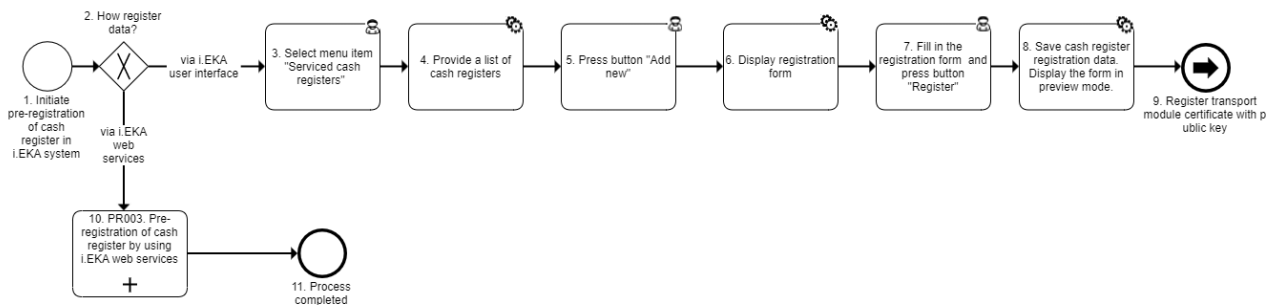 2. How register
data?
via i.EKA
user interface
3. Select menu item
"Serviced cash
registers"
4. Provide a list of
cash registers
5. Press button "Add
new"
6. Display registration
form
7. Fill in the
registration form and
press button
"Register"
8. Save cash register
registration data.
Display the form in
preview mode.
9. Register transport
module certificate with p
ublic key
1. Initiate
pre-registration
of cash
register in
i.EKA system
via i.EKA
web
services
10. PR003. Pre-
registration of cash
register by using
i.EKA web services
11. Process
completed